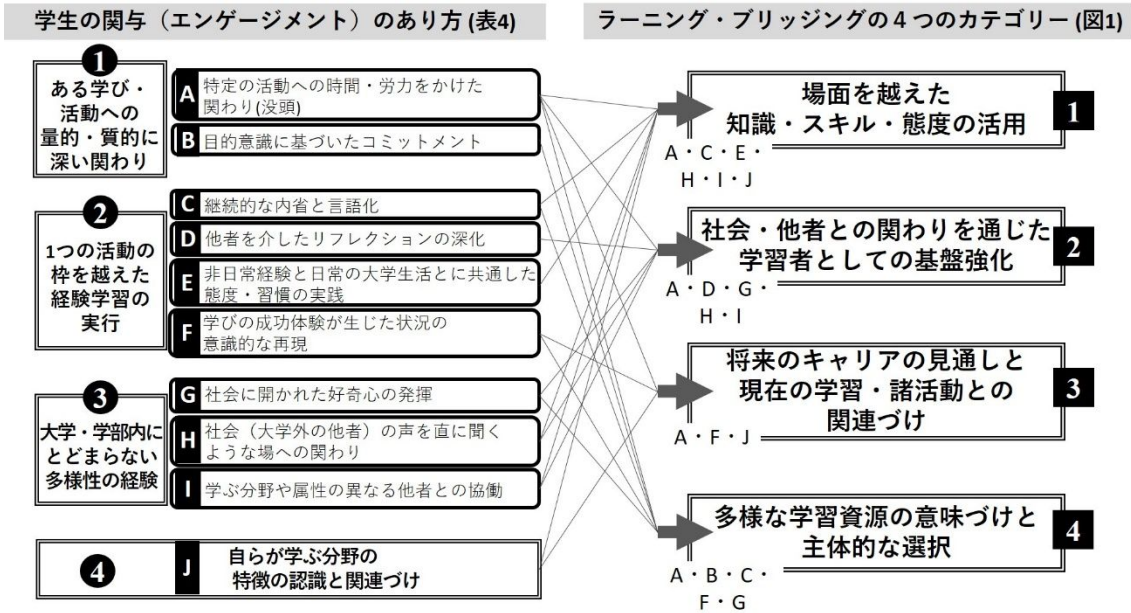 学生の関与（エンゲージメント）のあり方 (表4)
❶
ある学び・
活動への
量的・質的に
深い関わり
A 特定の活動への時間・労力をかけた
関わり(没頭)
B 目的意識に基づいたコミットメント
❷
1つの活動の
枠を越えた
経験学習の
実行
C 継続的な内省と言語化
D 他者を介したリフレクションの深化
E 非日常経験と日常の大学生活とに共通した
態度・習慣の実践
F 学びの成功体験が生じた状況の
意識的な再現
❸
大学・学部内に
とどまらない
多様性の経験
G 社会に開かれた好奇心の発揮
H 社会（大学外の他者）の声を直に聞く
ような場への関わり
I 学ぶ分野や属性の異なる他者との協働
❹
J 自らが学ぶ分野の
特徴の認識と関連づけ
ラーニング・ブリッジングの４つのカテゴリー (図1)
場面を越えた
知識・スキル・態度の活用
1
A・C・E・
H・I・J
社会・他者との関わりを通じた
学習者としての基盤強化
2
A・D・G・
H・I
将来のキャリアの見通しと
現在の学習・諸活動との
関連づけ
3
A・F・J
多様な学習資源の意味づけと
主体的な選択
4
A・B・C・
F・G